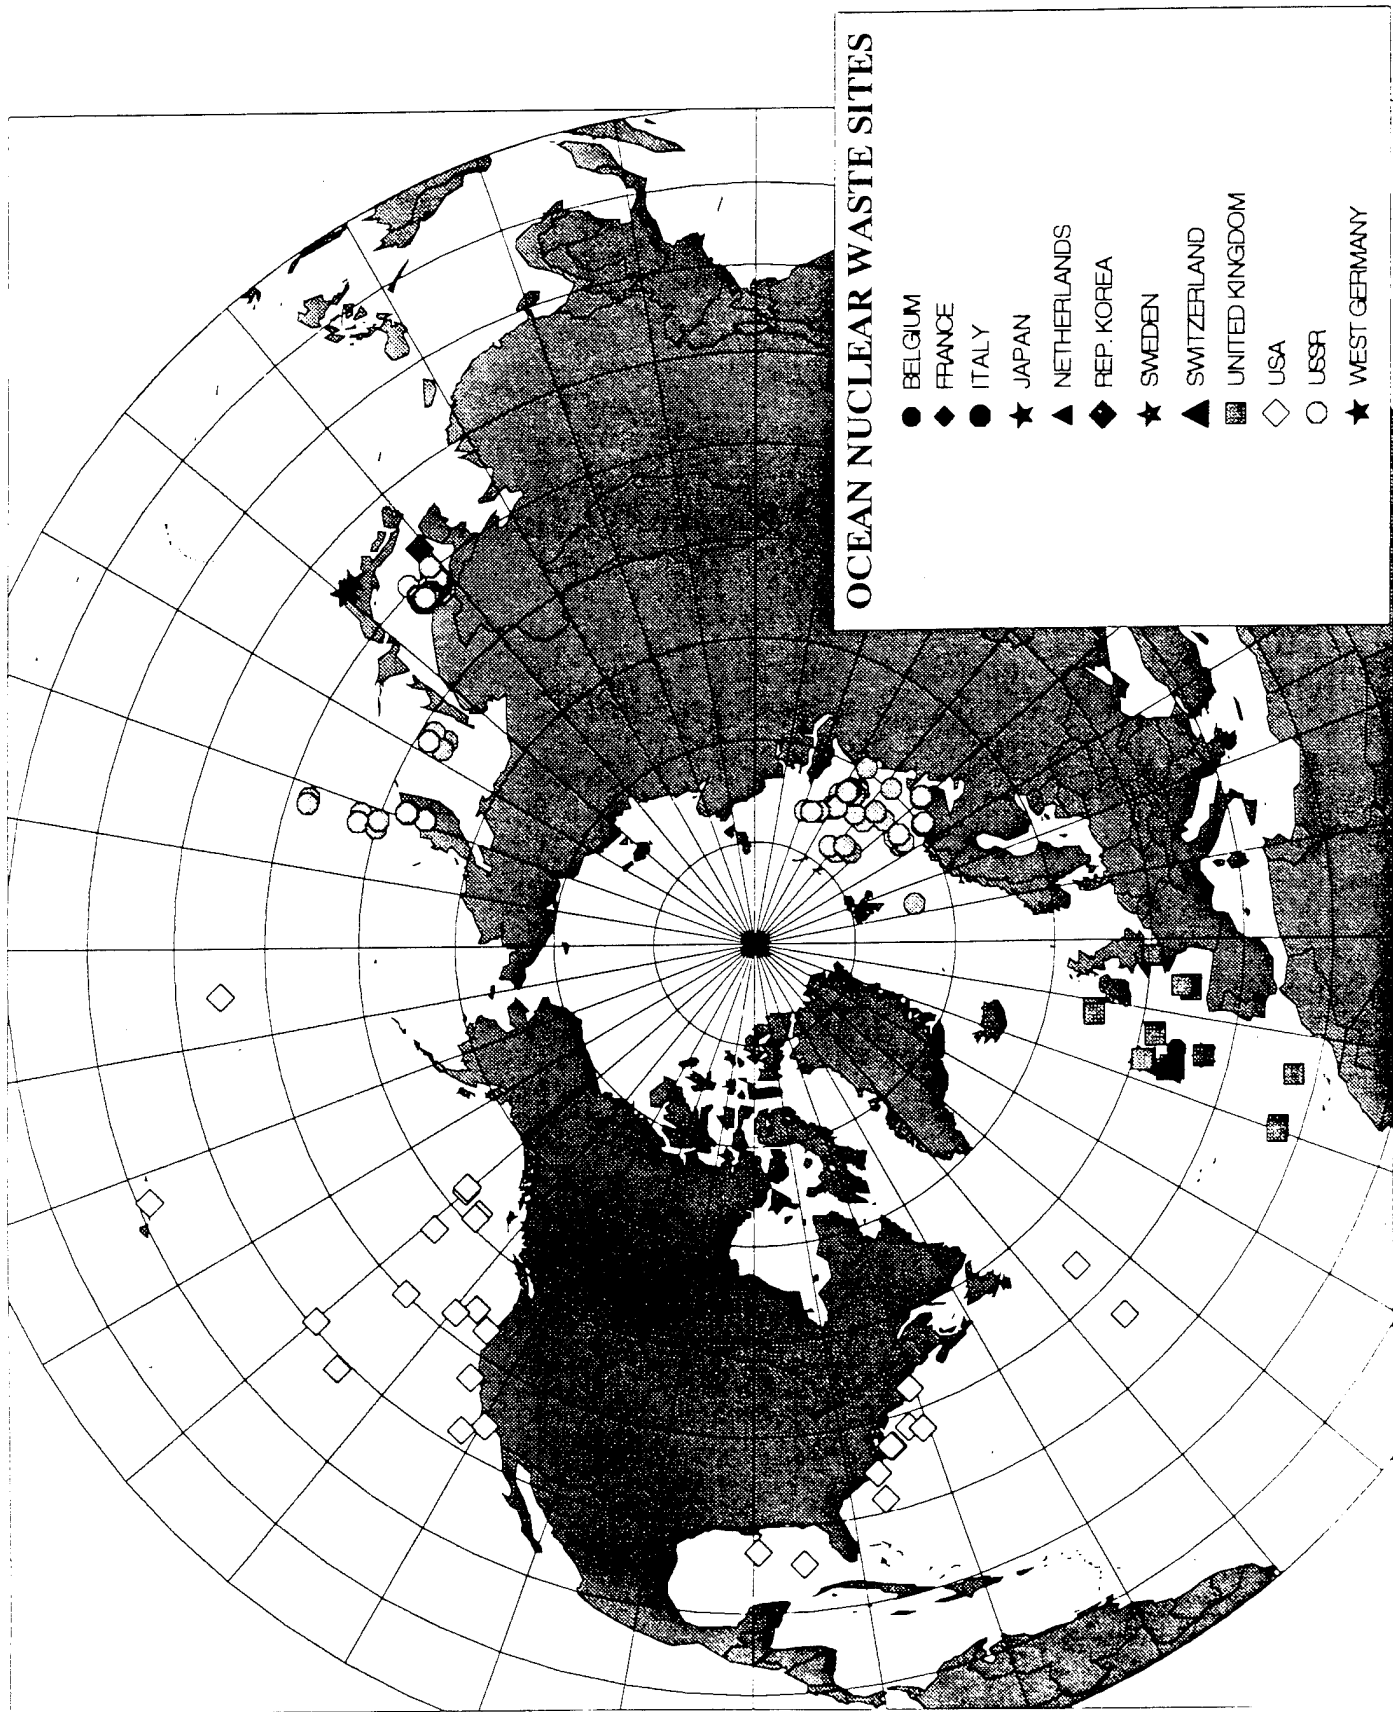 OCEAN NUCLEAR WASTE SITES
BELGIUM
FRANCE
ITALY
JAPAN
NETHERLANDS
REP. KOREA
SWEDEN
SWITZERLAND
UNITED KINGDOM
USA
USSR
WEST GERMANY